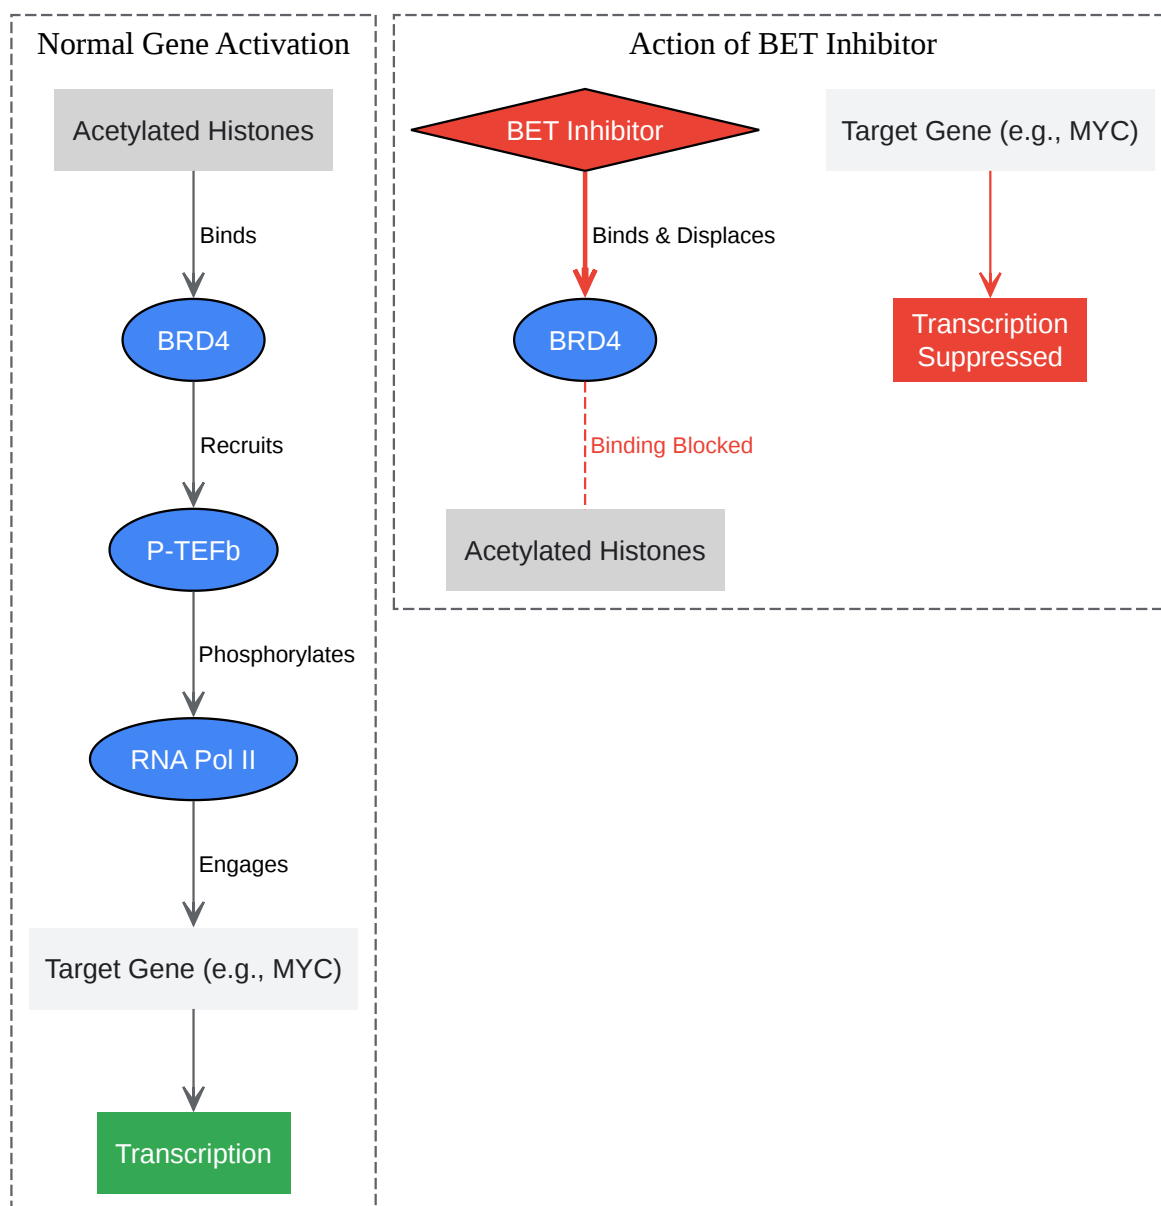 Normal Gene Activation
Acetylated Histones
Binds
BRD4
Recruits
P-TEFb
Phosphorylates
RNA Pol II
Engages
Target Gene (e.g., MYC)
Transcription
Action of BET Inhibitor
BET Inhibitor
Binds & Displaces
BRD4
Binding Blocked
Acetylated Histones
Target Gene (e.g., MYC)
Transcription
Suppressed